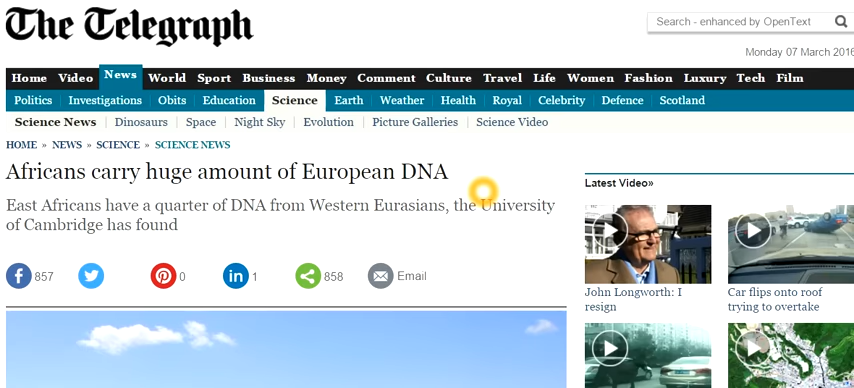 The Telegraph
Search - enhanced by OpenText
Monday 07 March 2016
Home Video News World Sport Business Money Comment Culture Travel Life Women Fashion Luxury Tech Film
Politics Investigations Obits Education Science Earth Weather Health Royal Celebrity Defence Scotland
Science News Dinosaurs Space Night Sky Evolution Picture Galleries Science Video
HOME » NEWS » SCIENCE » SCIENCE NEWS
Africans carry huge amount of European DNA
East Africans have a quarter of DNA from Western Eurasians, the University
of Cambridge has found
857 0 1 858 Email
Latest Video»
John Longworth: I
resign
Car flips onto roof
trying to overtake